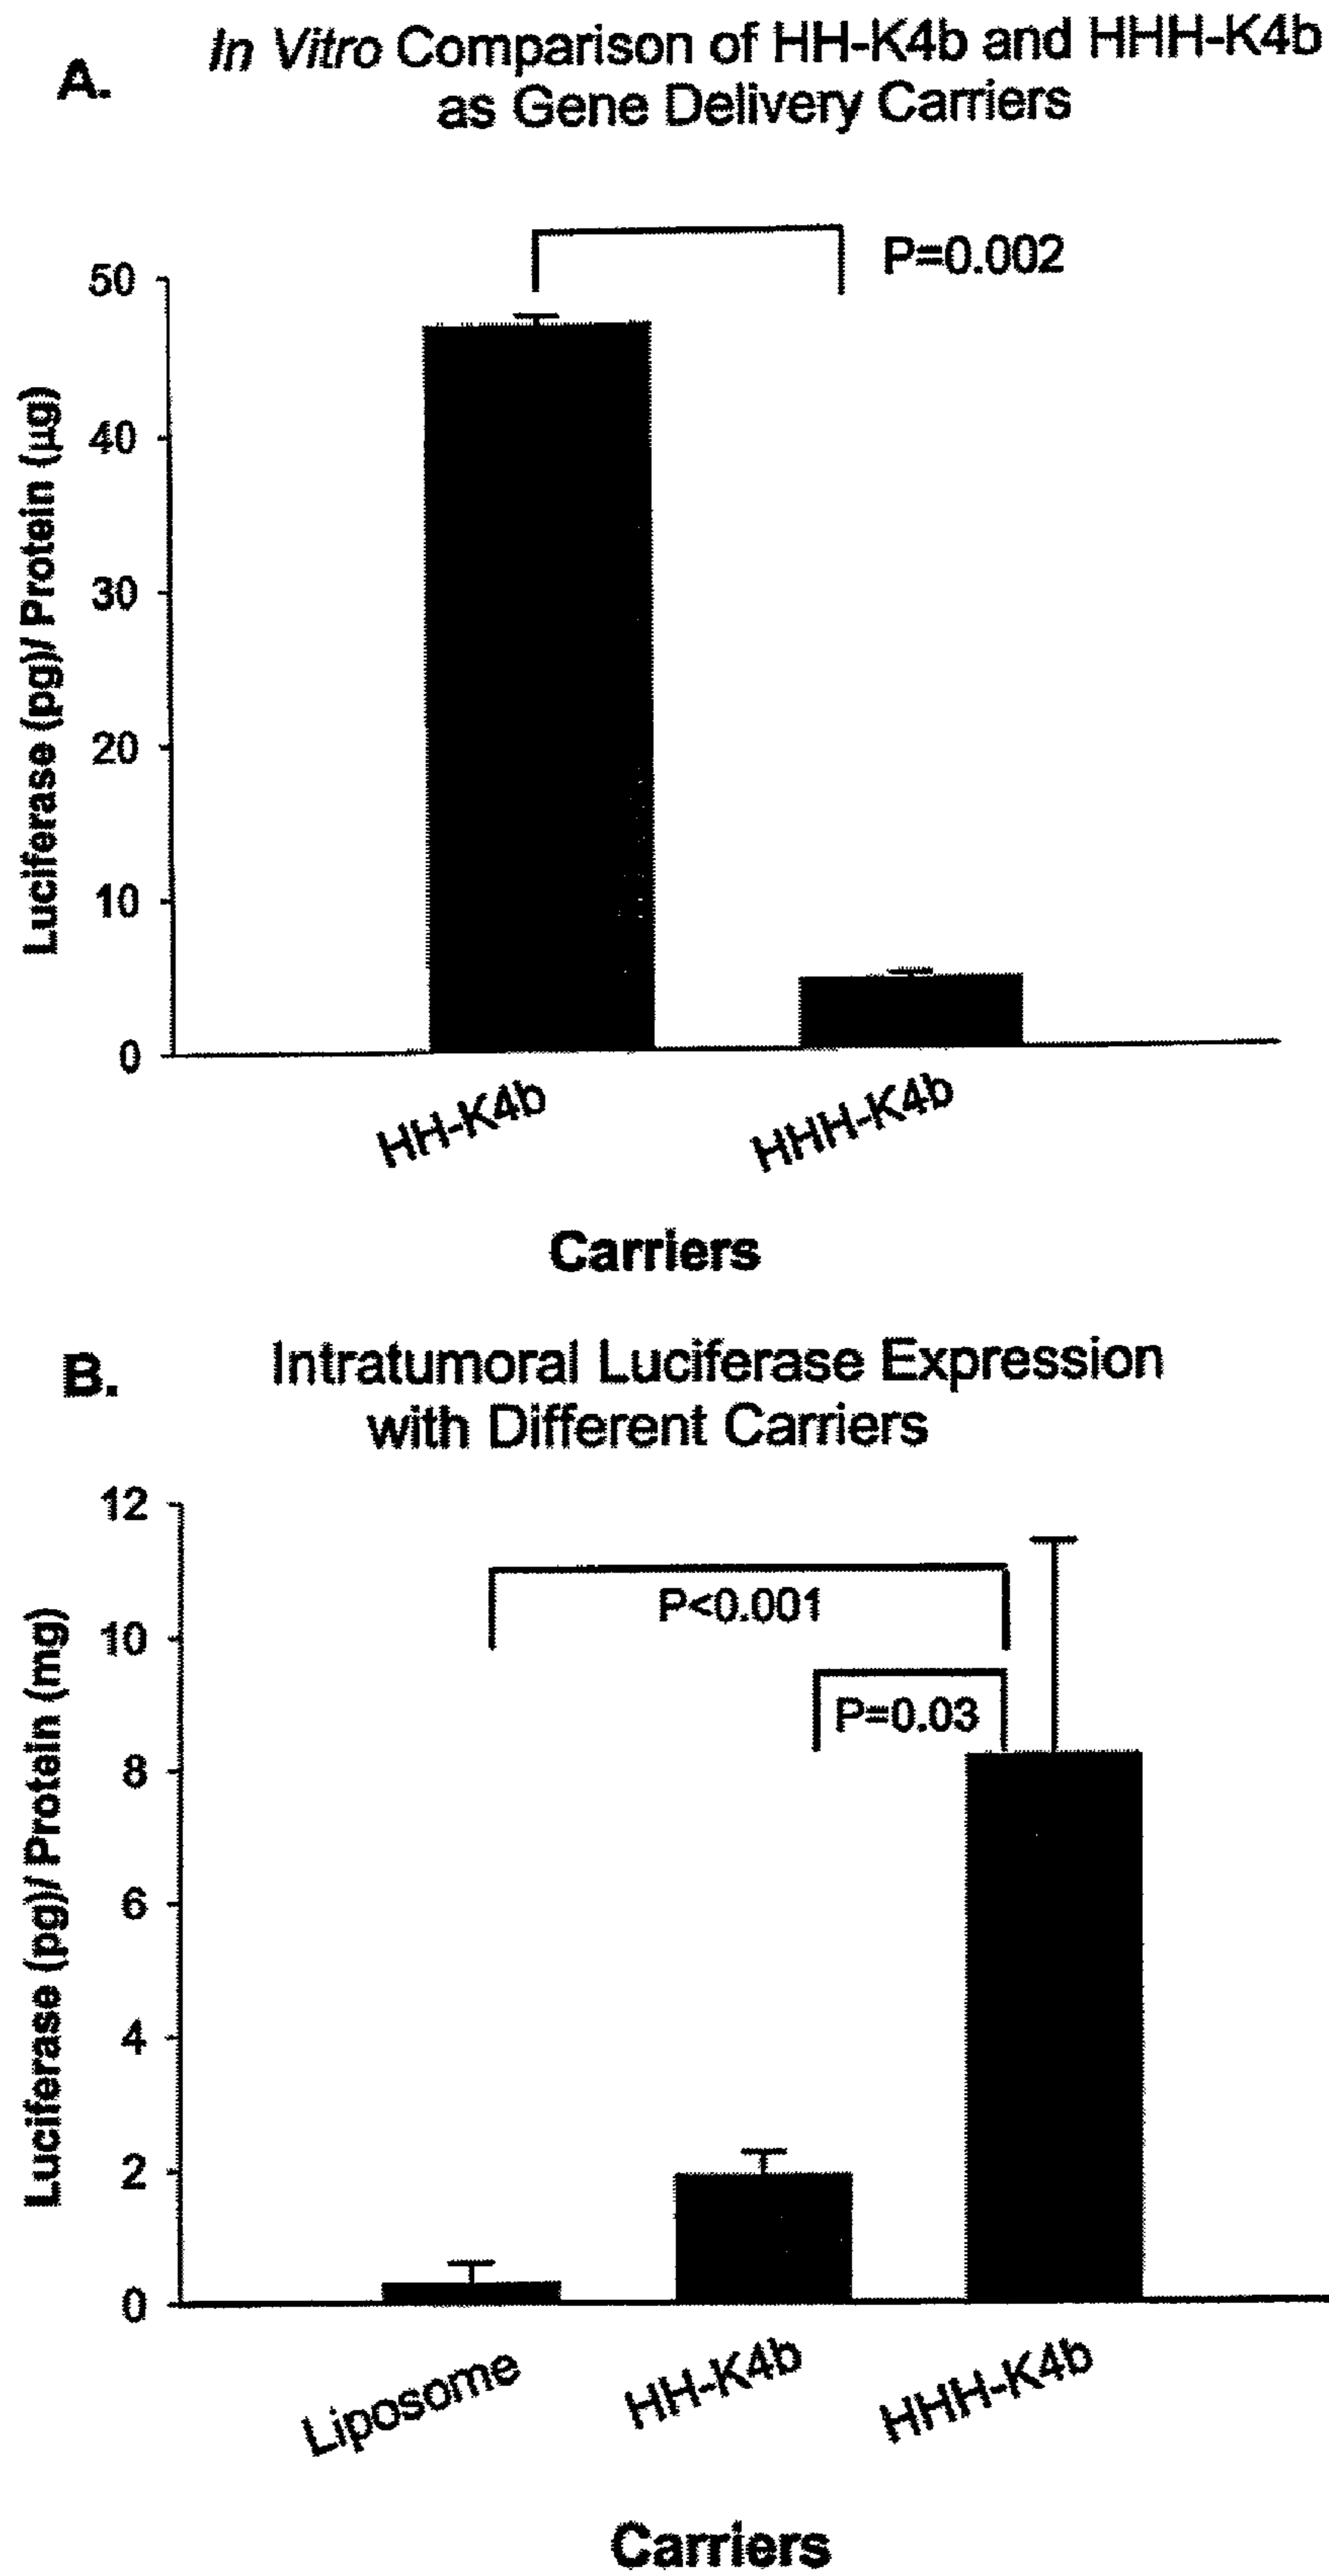 A.
In Vitro Comparison of HH-K4b and HHH-K4b
as Gene Delivery Carriers
P=0.002
50
40
30
20
10
0
Luciferase (pg)/ Protein (µg)
HH-K4b
HHH-K4b
Carriers
B.
Intratumoral Luciferase Expression
with Different Carriers
12
10
8
6
4
2
0
Luciferase (pg)/ Protein (mg)
P<0.001
P=0.03
Liposome
HH-K4b
HHH-K4b
Carriers